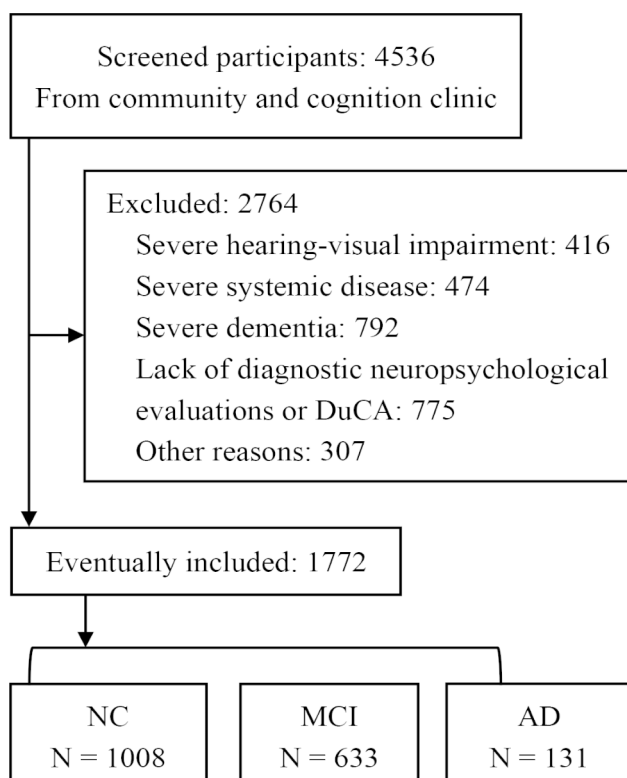 Screened participants: 4536
From community and cognition clinic
Excluded: 2764
Severe hearing-visual impairment: 416
Severe systemic disease: 474
Severe dementia: 792
Lack of diagnostic neuropsychological
evaluations or DuCA: 775
Other reasons: 307
Eventually included: 1772
NC
N = 1008
MCI
N = 633
AD
N = 131